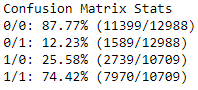 Confusion Matrix Stats
0/0: 87.77% (11399/12988)
0/1: 12.23% (1589/12988)
1/0: 25.58% (2739/10709)
1/1: 74.42% (7970/10709)